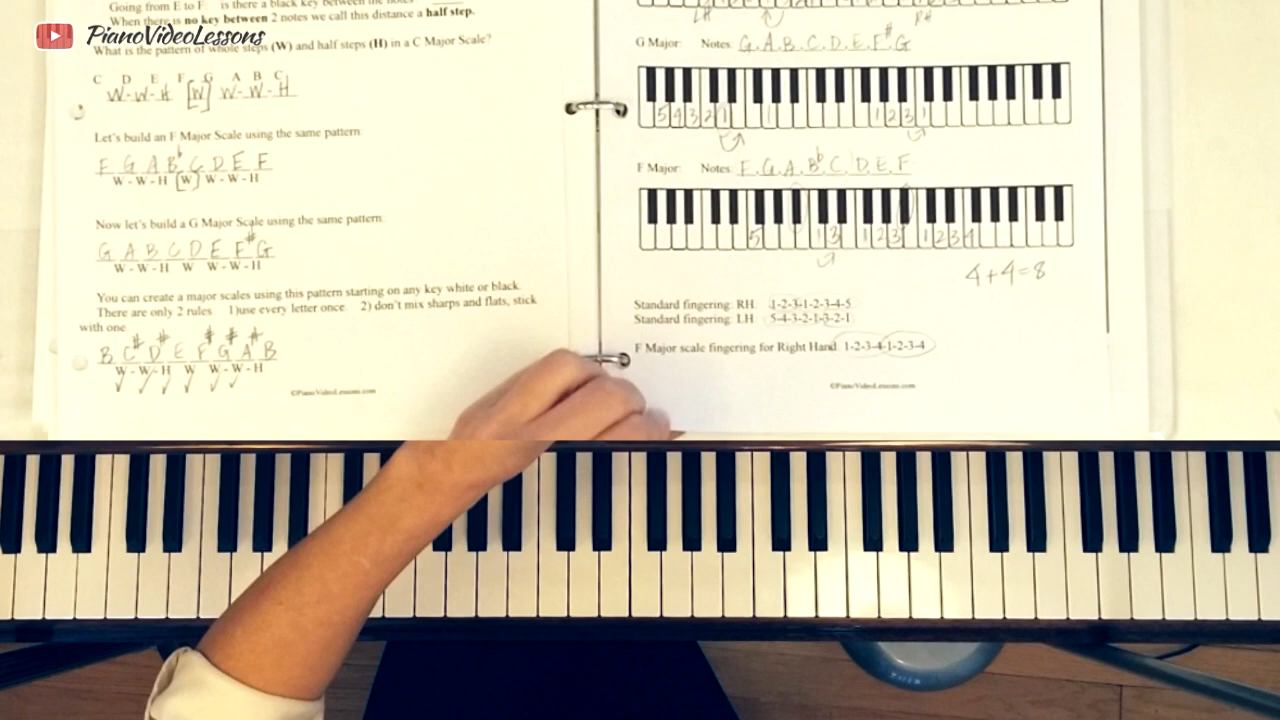 Going from E to F is there a black key between the notes
When there is no key between 2 notes we call this distance a half step.
PianoVideoLessons
What is the pattern of whole steps (W) and half steps (H) in a C Major Scale?
C D E F G A B C
W-W-H [W] W-W-H
Let's build an F Major Scale using the same pattern
F G A B♭ C D E F
W-W-H [W] W-W-H
Now let's build a G Major Scale using the same pattern:
G A B C D E F# G
W-W-H W W-W-H
You can create a major scales using this pattern starting on any key white or black.
There are only 2 rules. 1)use every letter once. 2) don't mix sharps and flats, stick
with one
B C# D# E F# G# A# B
W-W-H W W-W-H
©PianoVideoLessons.com
LH RH
G Major: Notes: G.A.B.C.D.E.F#.G
5 4 3 2 1 1 1 2 3 1
F Major: Notes: F.G.A.B♭.C.D.E.F
5 1 3 1 2 3 1 2 3 4
4+4=8
Standard fingering: RH: 1-2-3-1-2-3-4-5
Standard fingering: LH: 5-4-3-2-1-3-2-1
F Major scale fingering for Right Hand: 1-2-3-4-1-2-3-4
©PianoVideoLessons.com